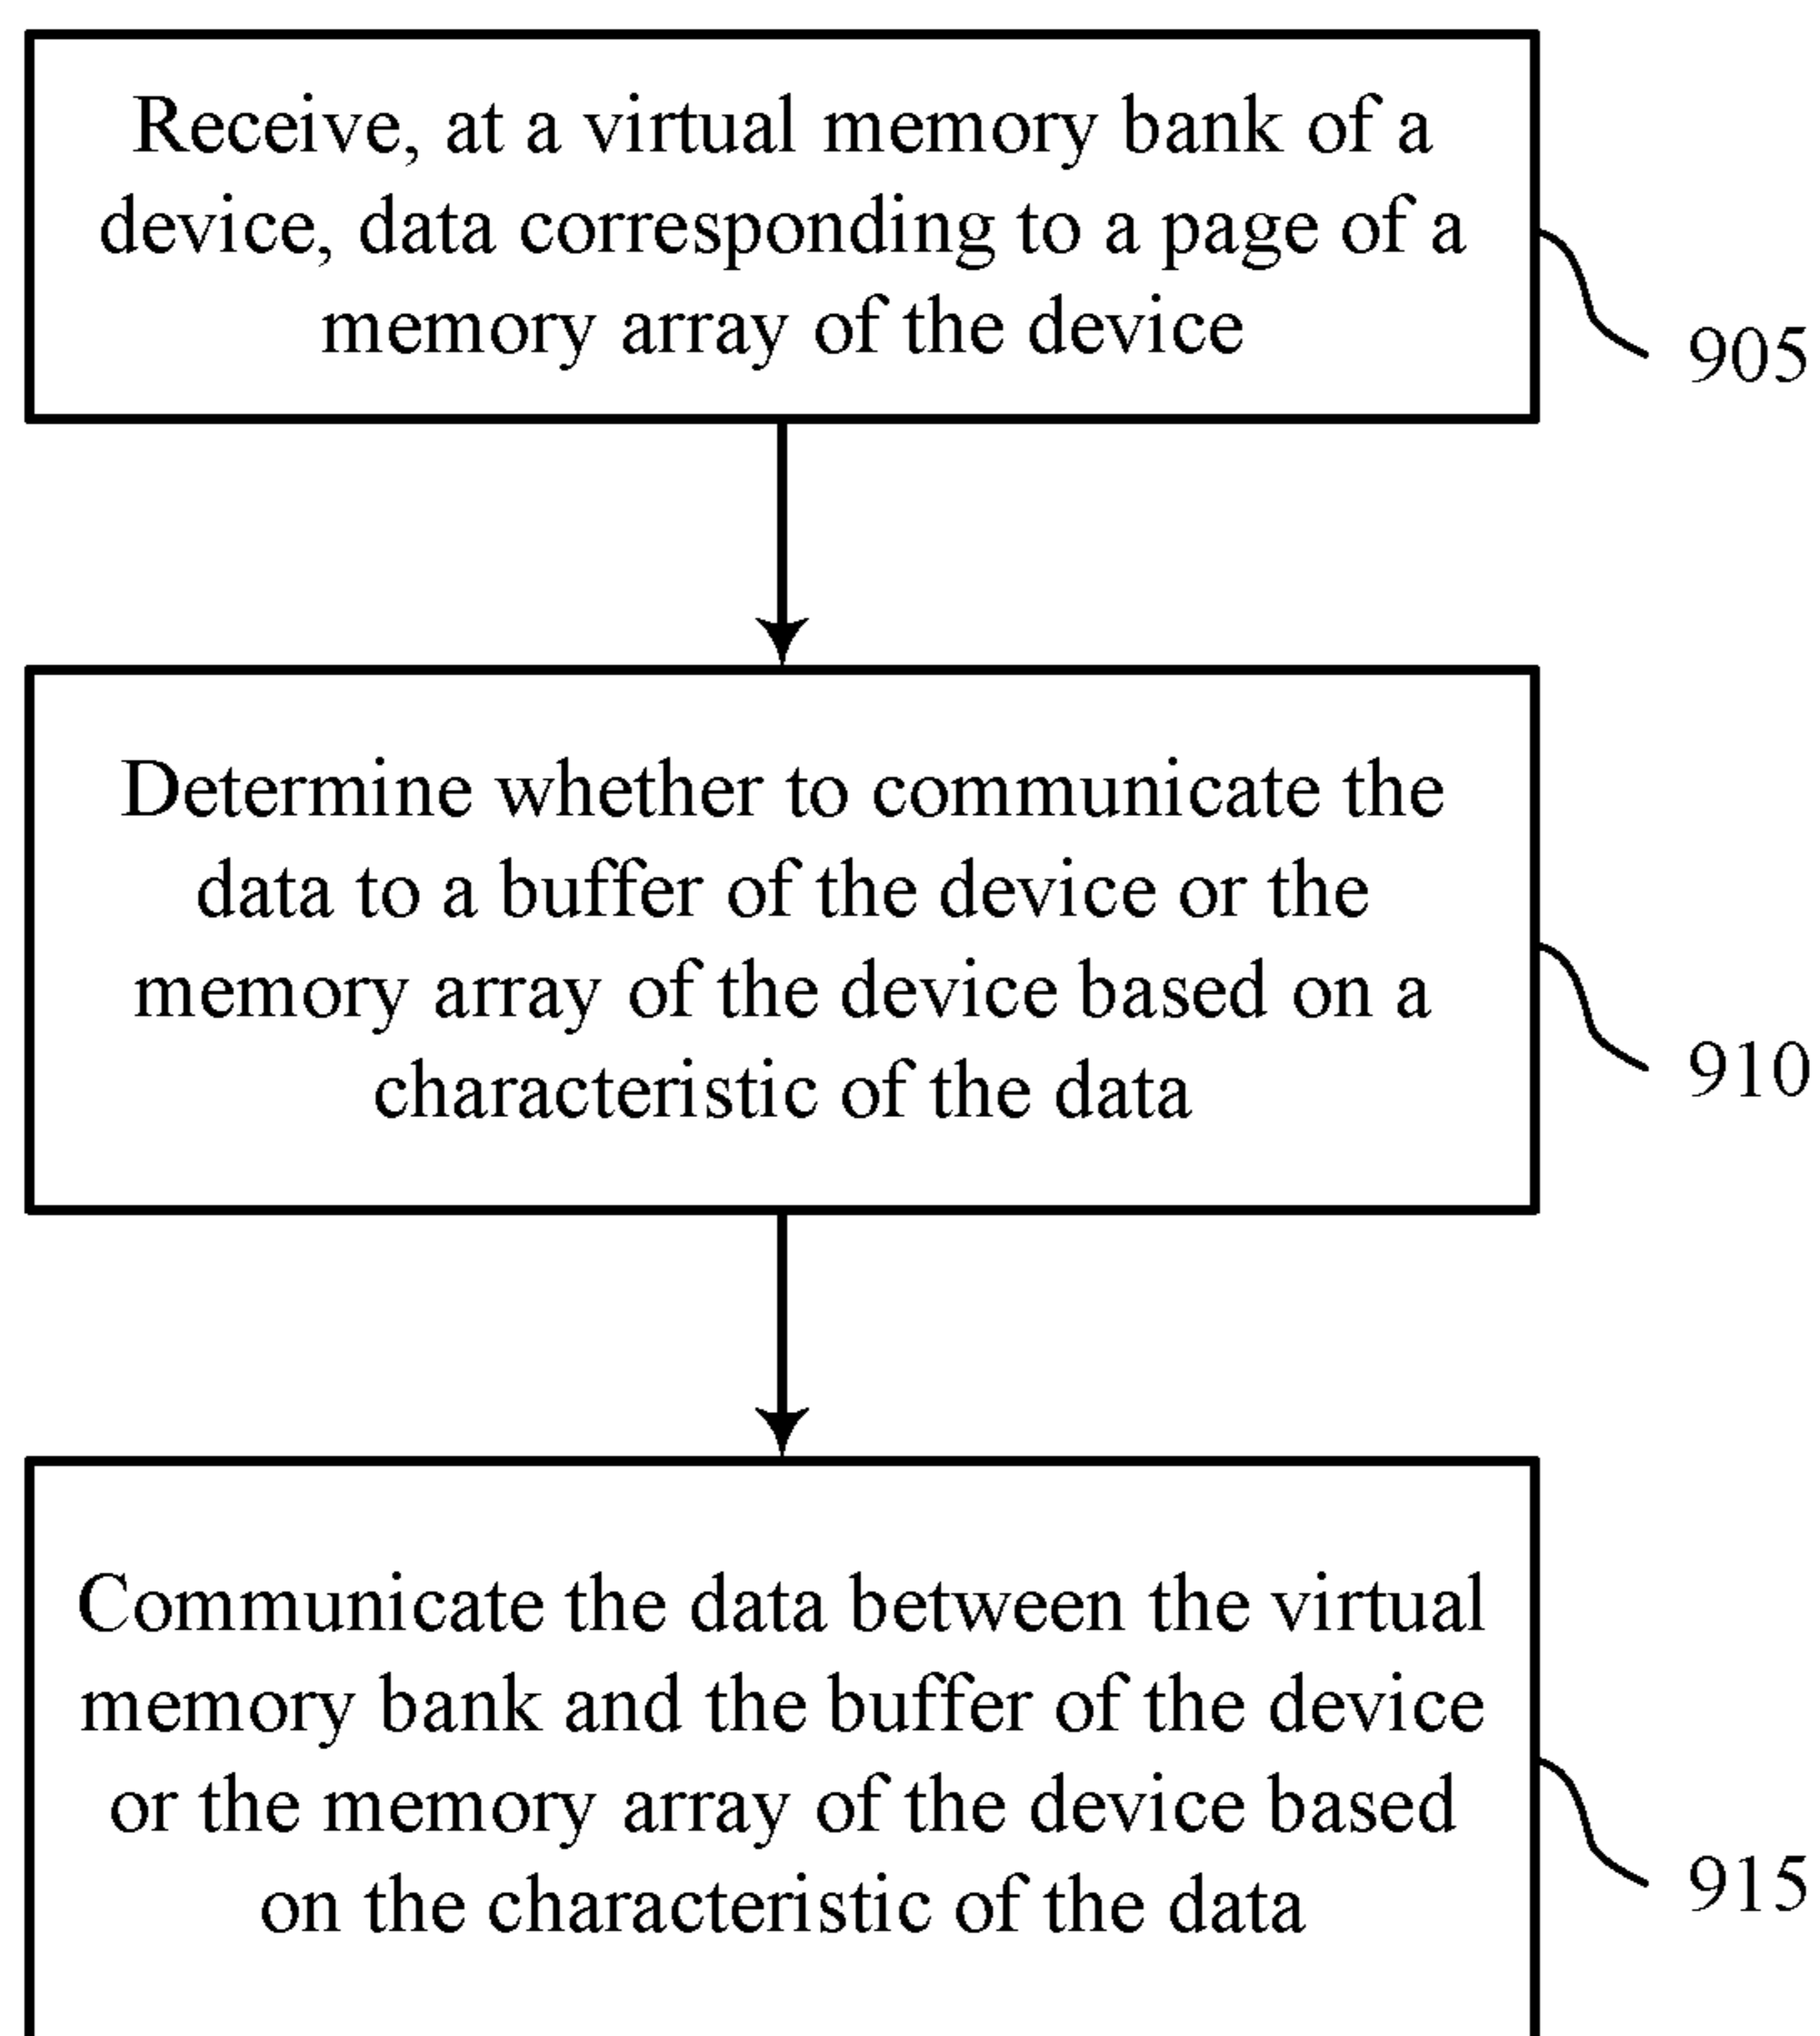 Receive, at a virtual memory bank of a
device, data corresponding to a page of a
memory array of the device
905
Determine whether to communicate the
data to a buffer of the device or the
memory array of the device based on a
characteristic of the data
910
Communicate the data between the virtual
memory bank and the buffer of the device
or the memory array of the device based
on the characteristic of the data
915